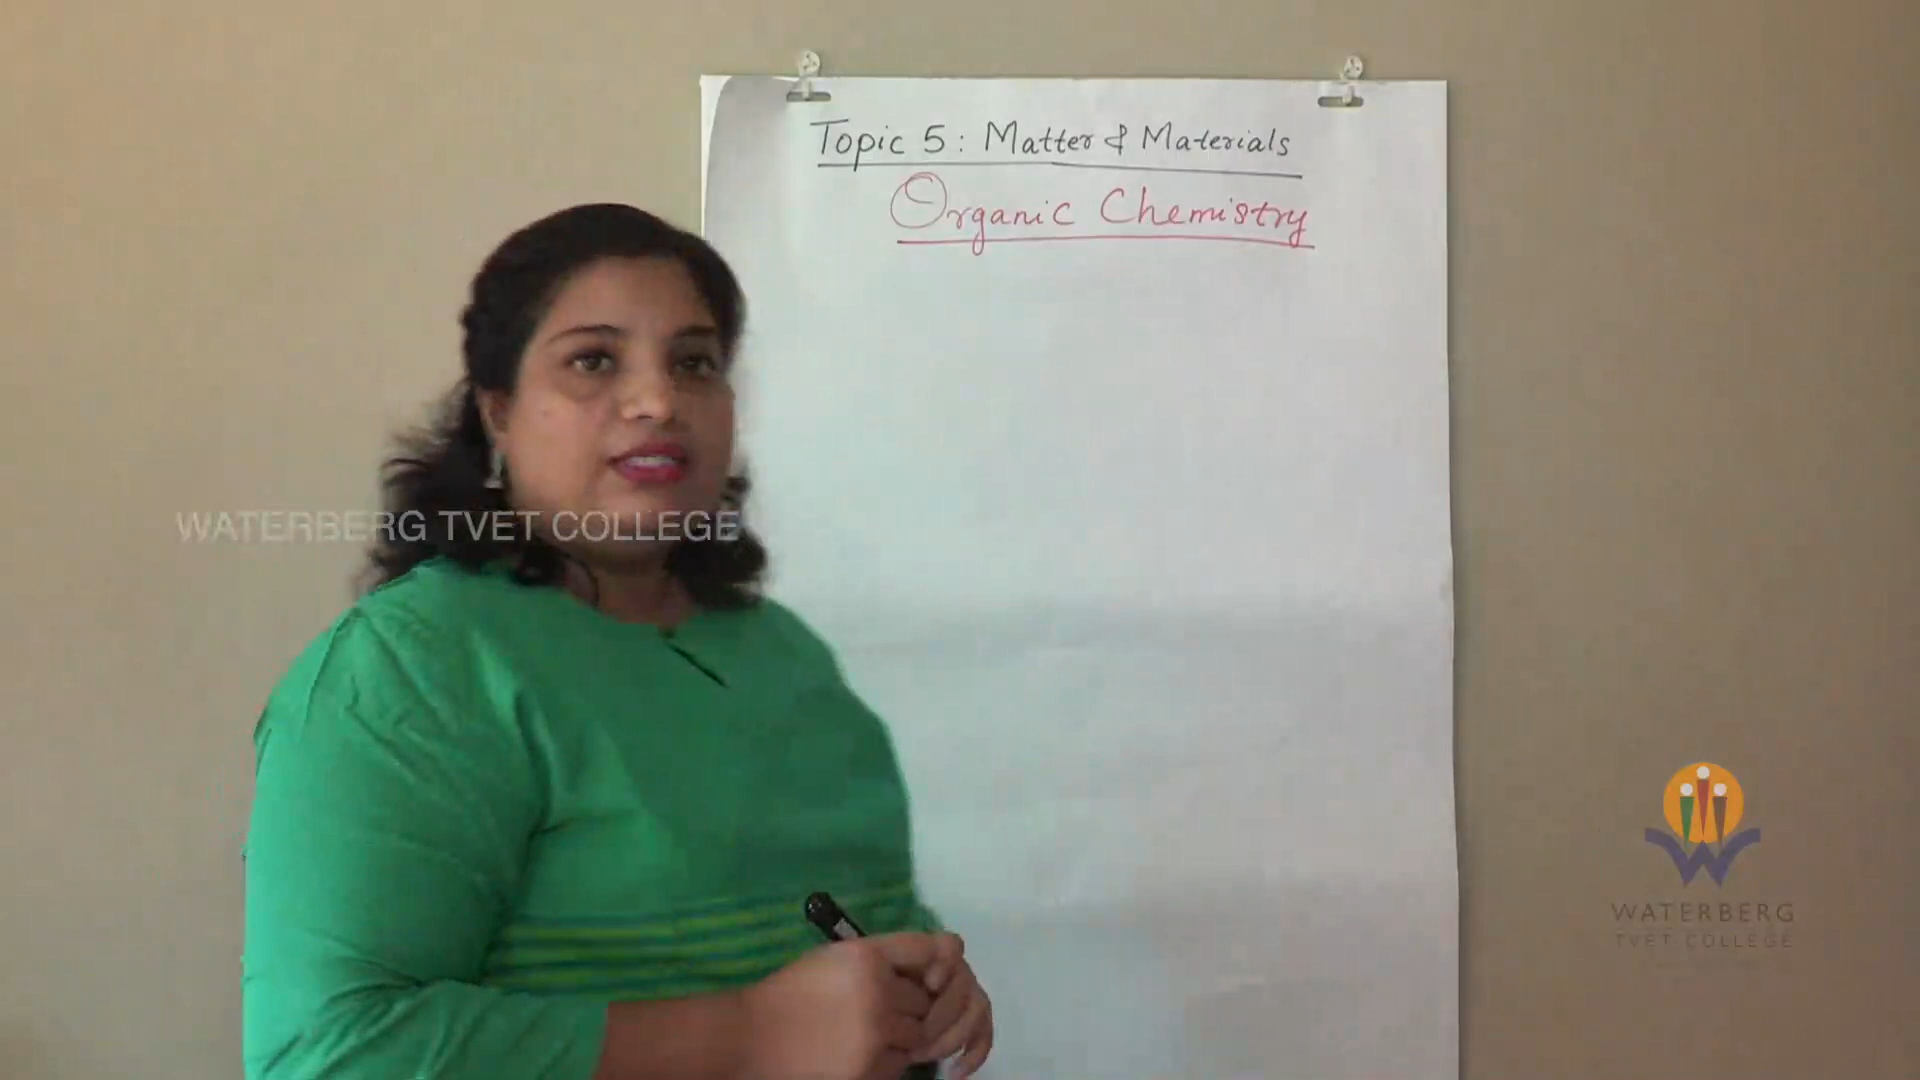 Topic 5: Matter & Materials
Organic Chemistry
WATERBERG TVET COLLEGE
WATERBERG
TVET COLLEGE